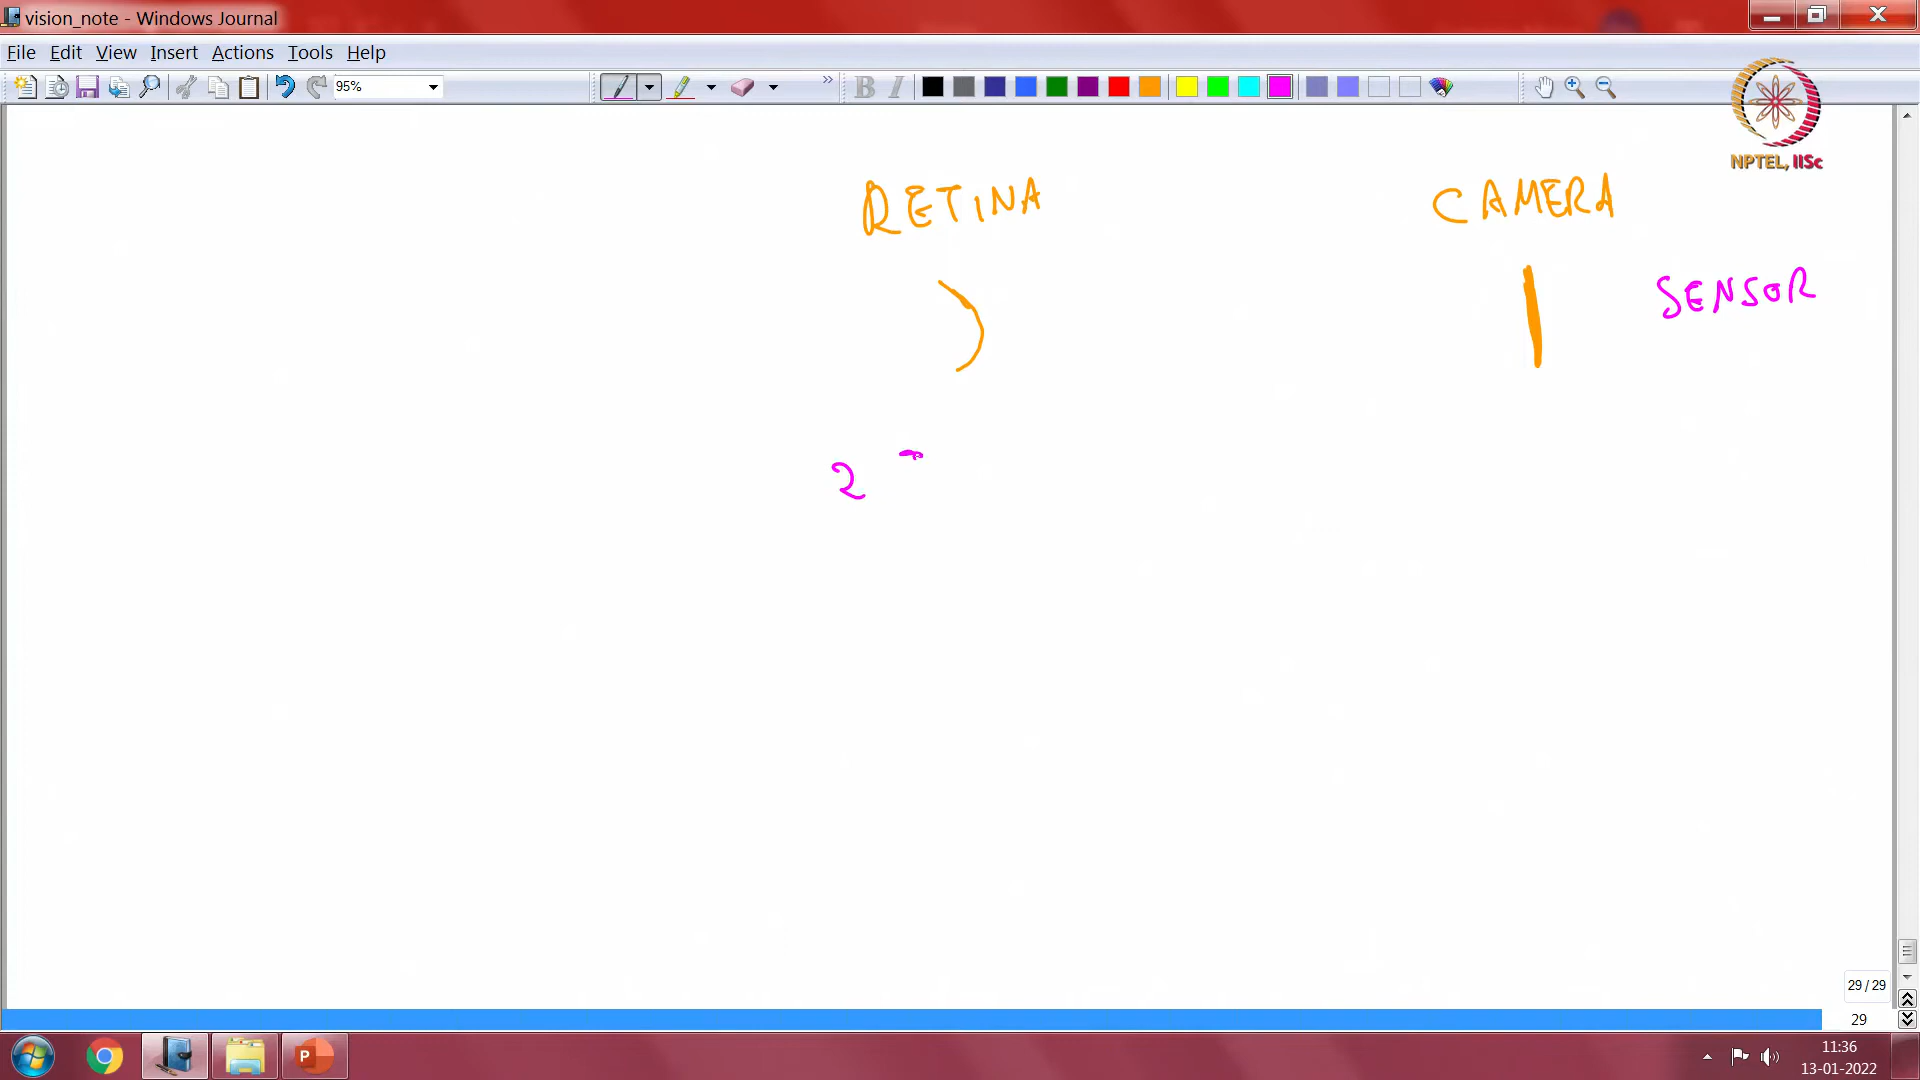 vision_note - Windows Journal
File Edit View Insert Actions Tools Help
95%
B I
NPTEL, IISc
RETINA CAMERA
SENSOR
2
29 / 29
29
P
11:36
13-01-2022